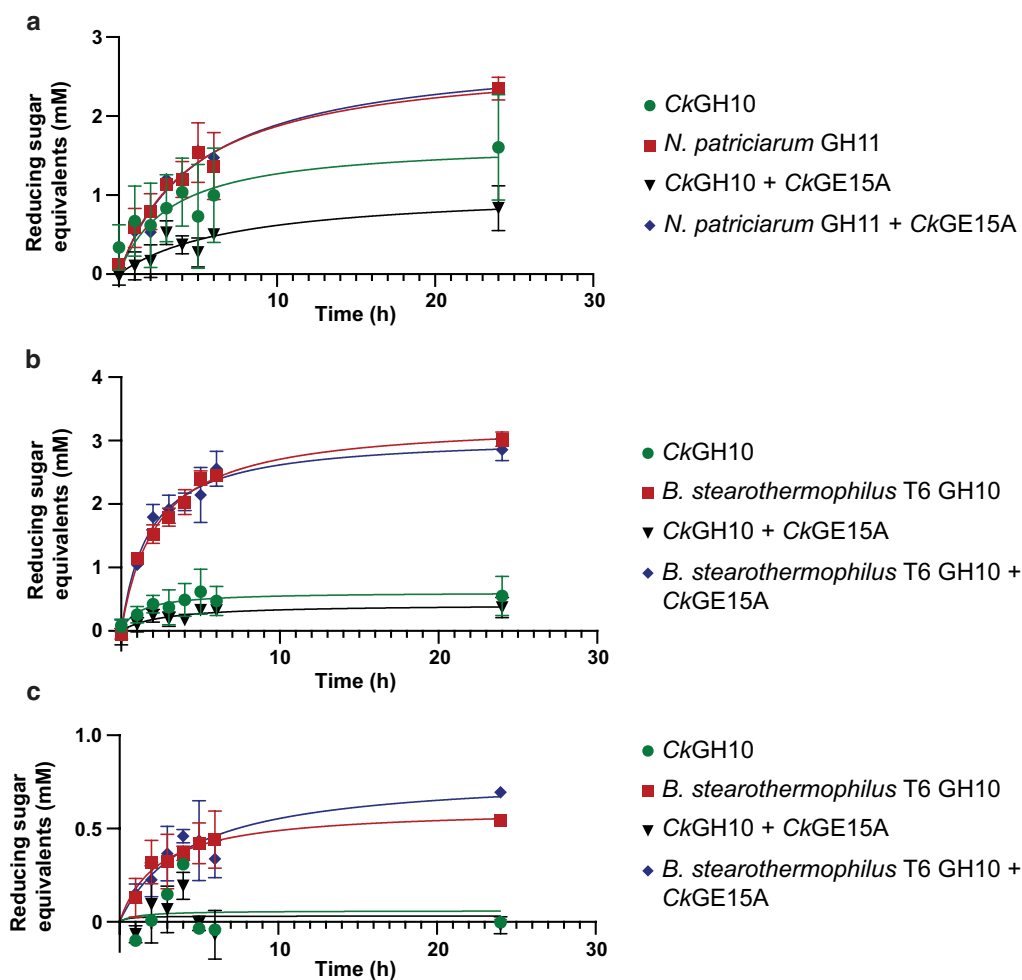 a
Reducing sugar
equivalents (mM)
3
2
1
0
10
20
30
Time (h)
CkGH10
N. patriciarum GH11
CkGH10 + CkGE15A
N. patriciarum GH11 + CkGE15A
b
Reducing sugar
equivalents (mM)
4
3
2
1
0
10
20
30
Time (h)
CkGH10
B. stearothermophilus T6 GH10
CkGH10 + CkGE15A
B. stearothermophilus T6 GH10 +
CkGE15A
c
Reducing sugar
equivalents (mM)
1.0
0.5
0
10
20
30
Time (h)
CkGH10
B. stearothermophilus T6 GH10
CkGH10 + CkGE15A
B. stearothermophilus T6 GH10 +
CkGE15A